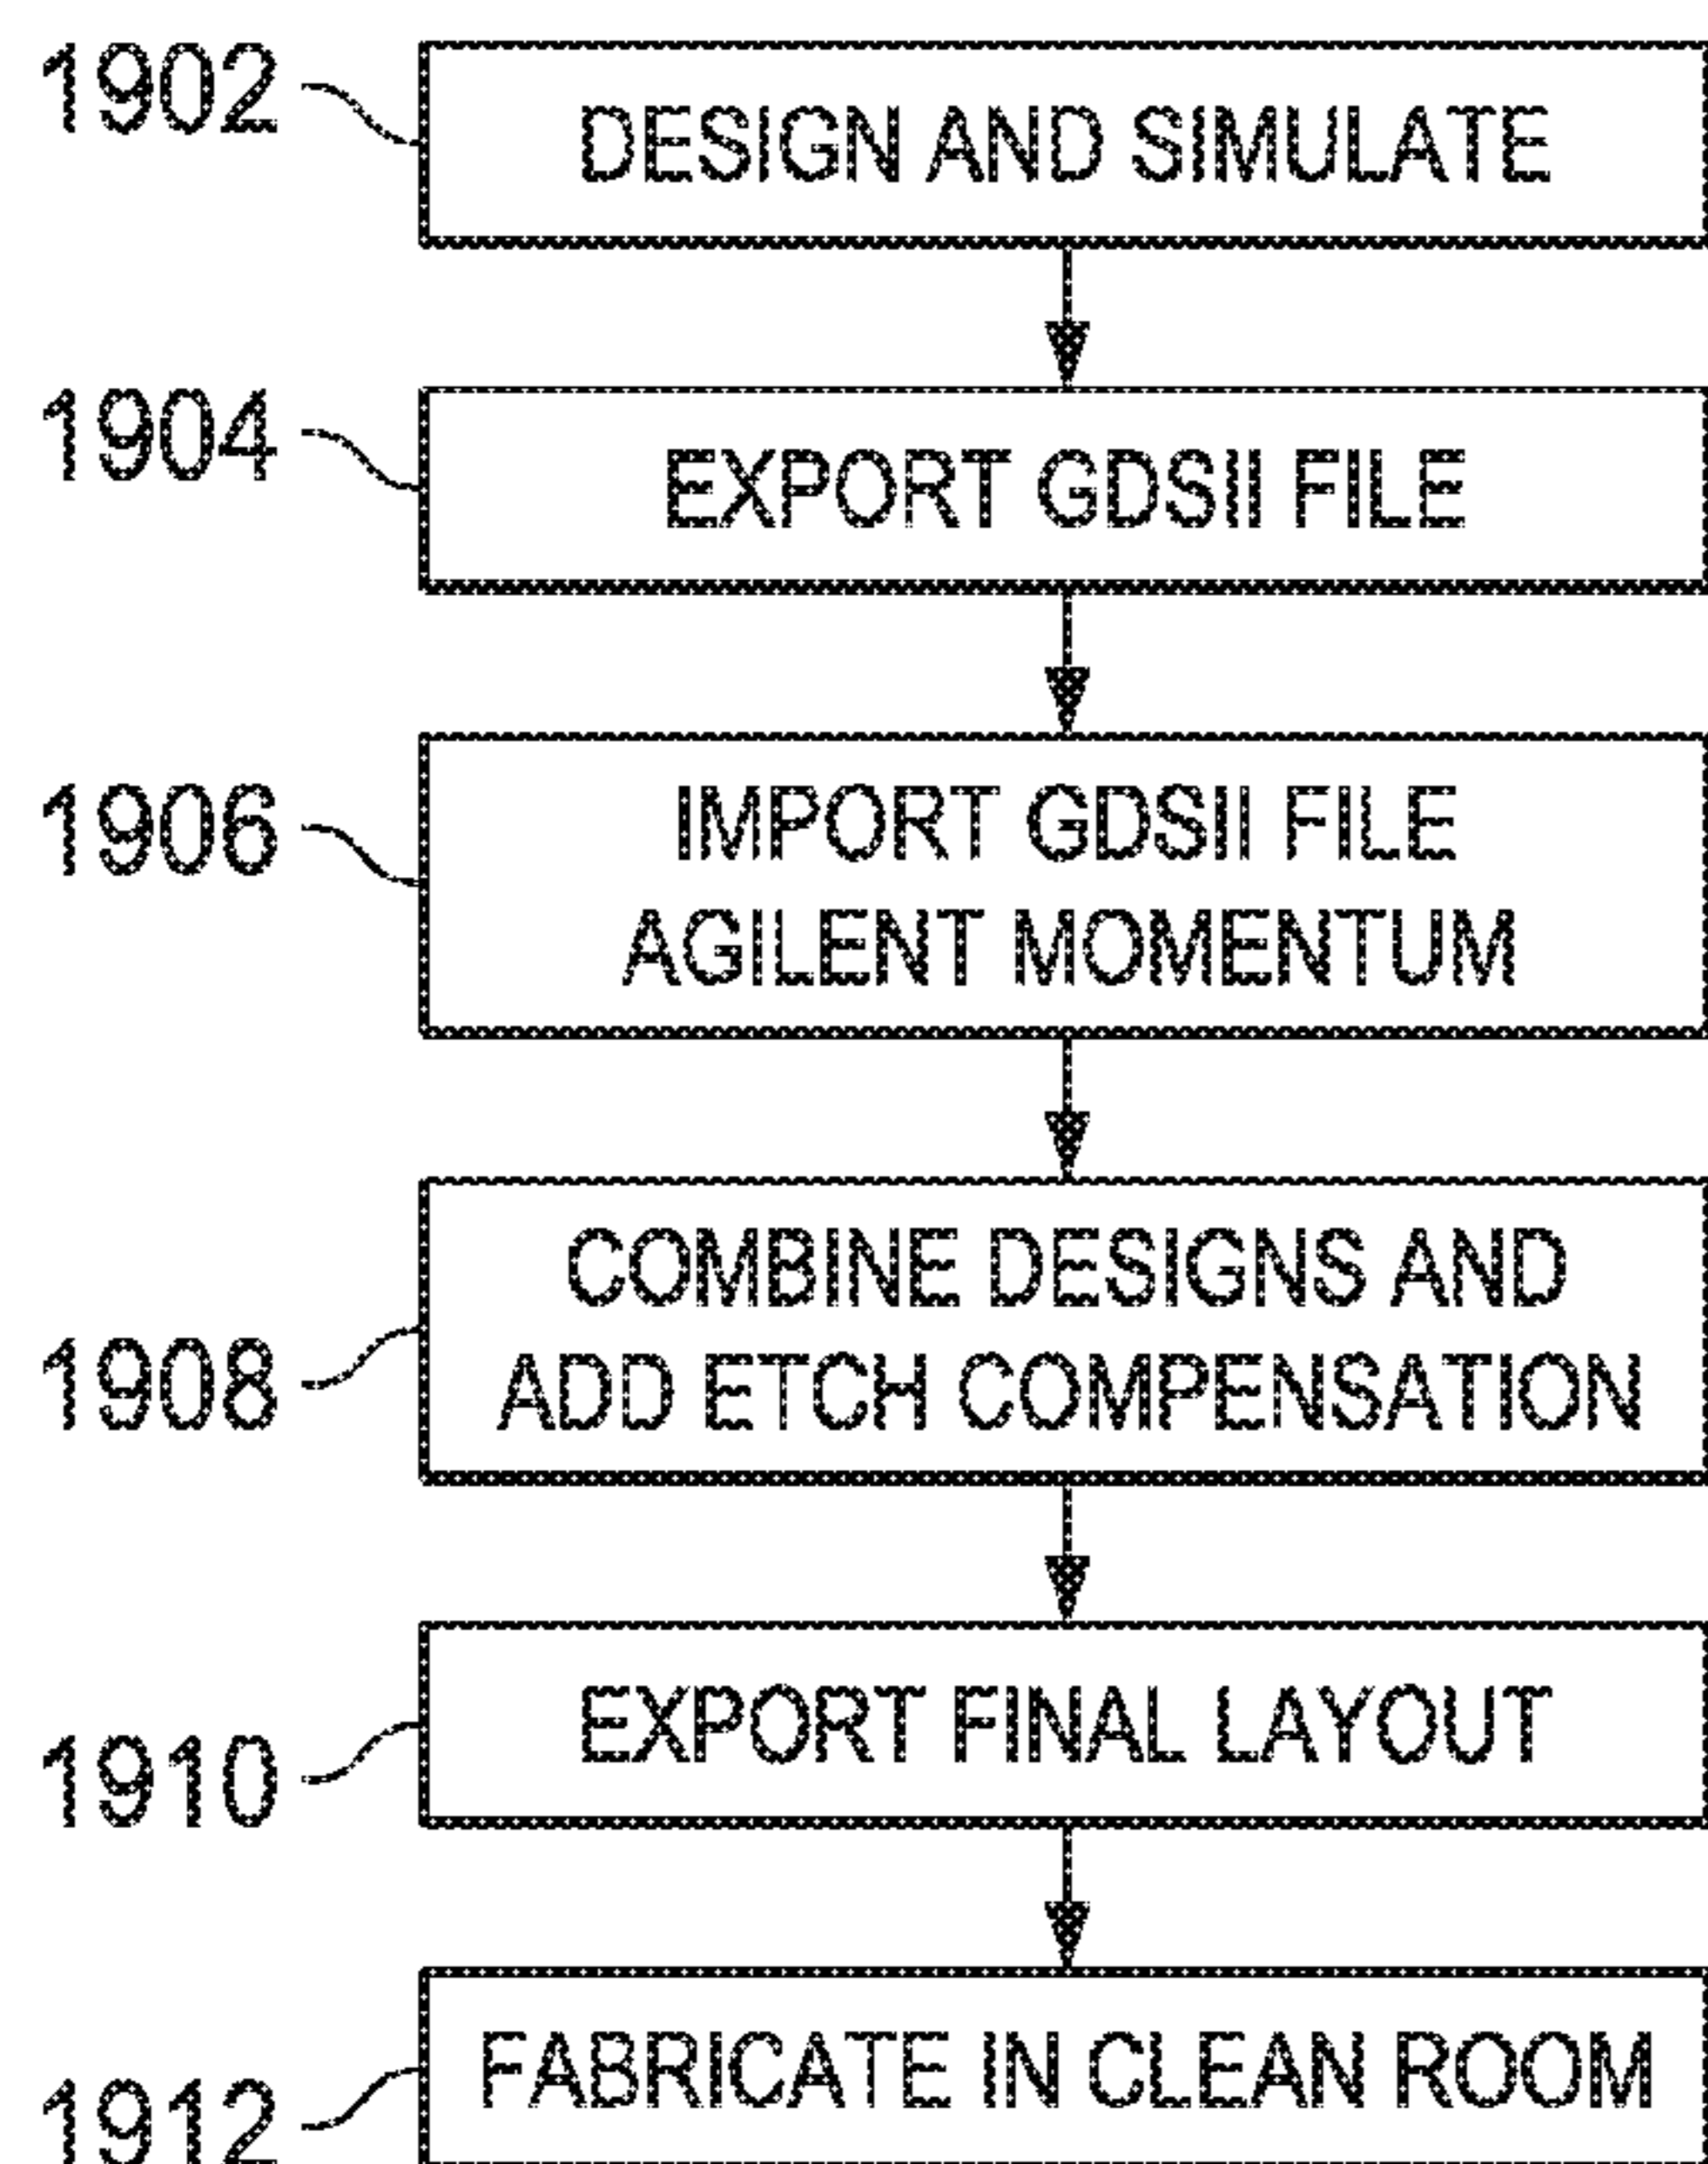 1902
DESIGN AND SIMULATE
1904
EXPORT GDSII FILE
1906
IMPORT GDSII FILE
AGILENT MOMENTUM
COMBINE DESIGNS AND
1908
ADD ETCH COMPENSATION
EXPORT FINAL LAYOUT
1910
FABRICATE IN CLEAN ROOM
1912